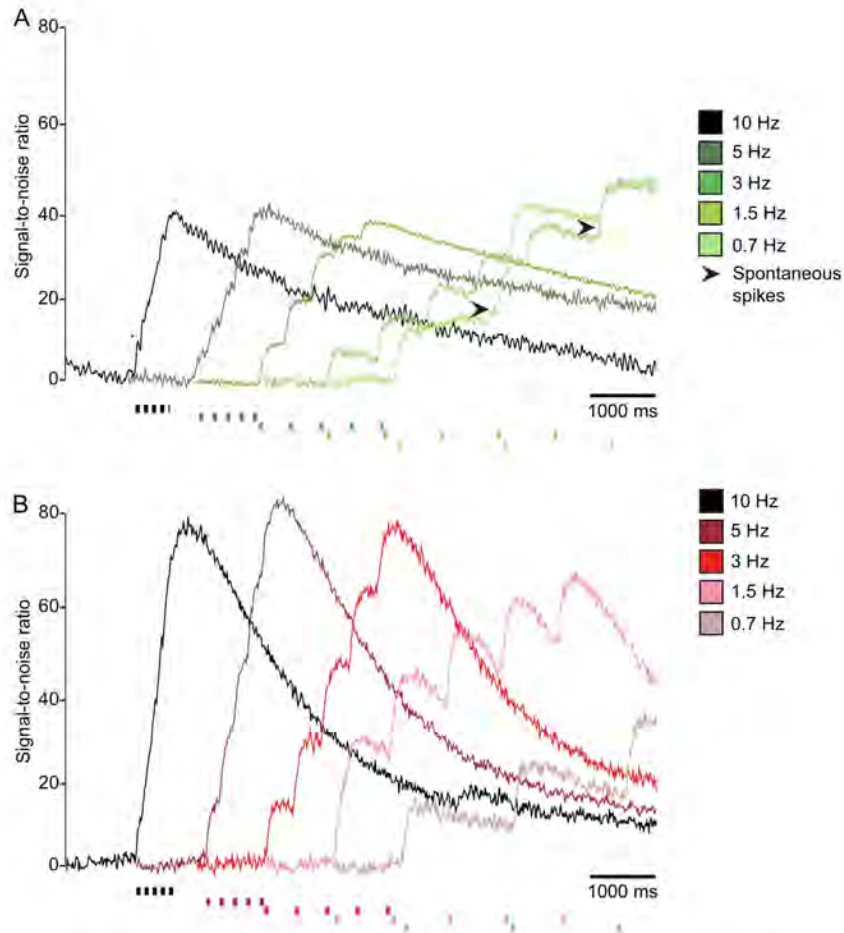 A
Signal-to-noise ratio
80
60
40
20
0
10 Hz
5 Hz
3 Hz
1.5 Hz
0.7 Hz
Spontaneous
spikes
1000 ms
B
Signal-to-noise ratio
80
60
40
20
0
10 Hz
5 Hz
3 Hz
1.5 Hz
0.7 Hz
1000 ms